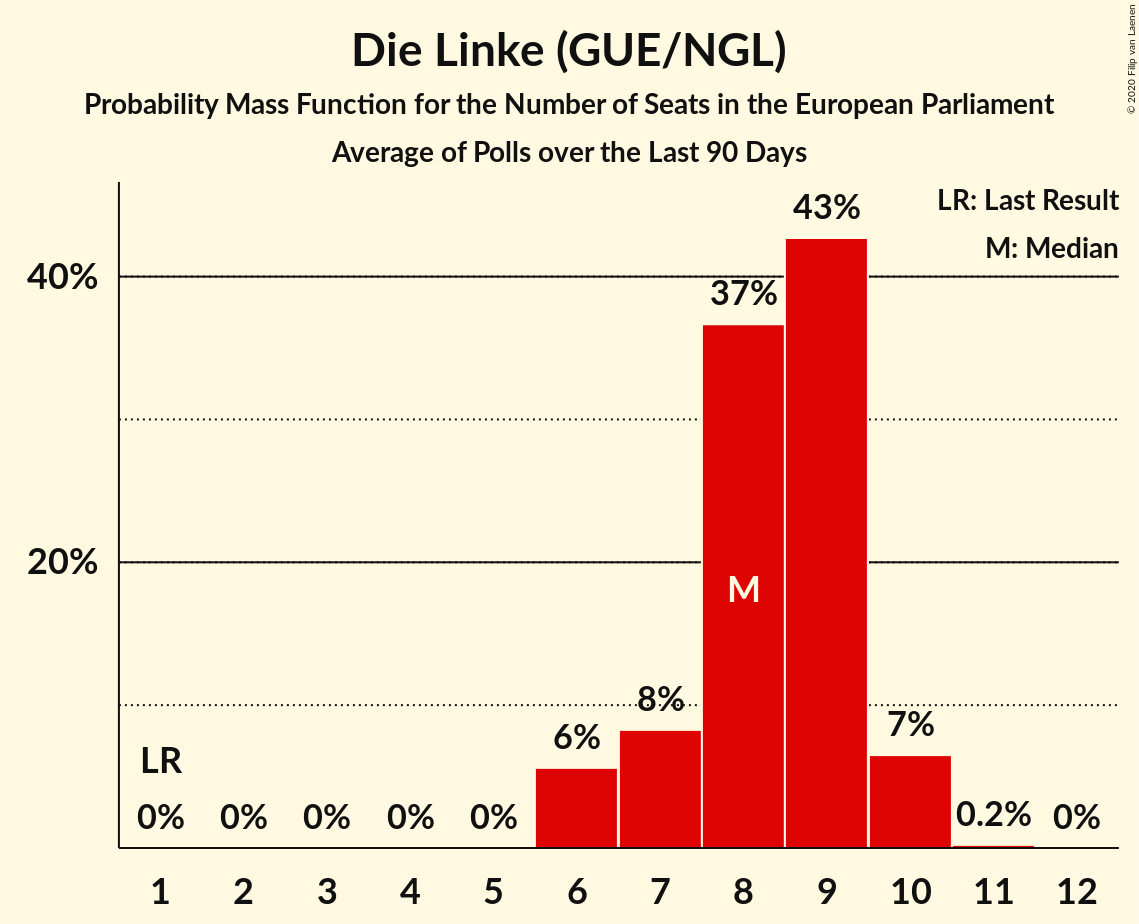 Die Linke (GUE/NGL)
Probability Mass Function for the Number of Seats in the European Parliament
Average of Polls over the Last 90 Days
© 2020 Filip van Laenen
LR: Last Result
M: Median
43%
40%
37%
20%
M
8%
6%
7%
LR
0% 0% 0% 0% 0% 0.2% 0%
1 2 3 4 5 6 7 8 9 10 11 12